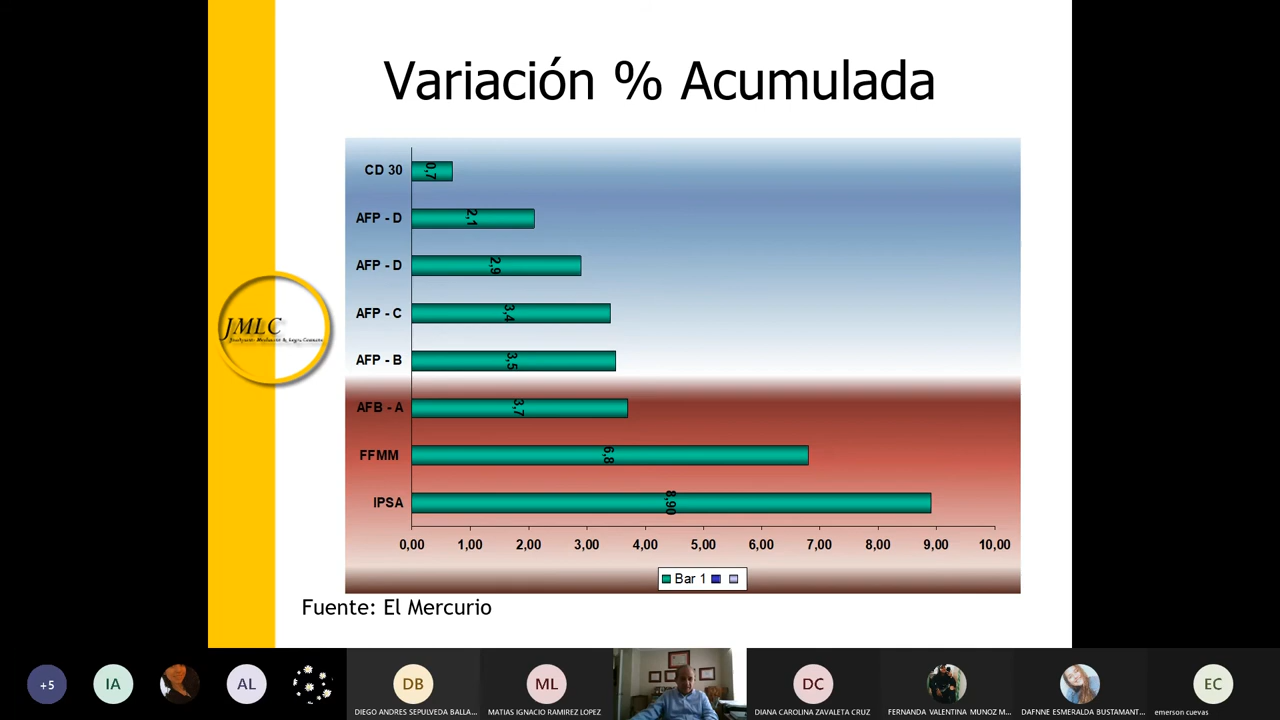 Variación % Acumulada
CD 30
0,7
AFP - D
2,1
AFP - D
2,9
AFP - C
3,4
AFP - B
3,5
AFB - A
3,7
FFMM
6,8
IPSA
8,90
0,00 1,00 2,00 3,00 4,00 5,00 6,00 7,00 8,00 9,00 10,00
Bar 1
JMLC
Fuente: El Mercurio
+5
IA
AL
DB
DIEGO ANDRES SEPULVEDA BALLA...
ML
MATIAS IGNACIO RAMIREZ LOPEZ
DC
DIANA CAROLINA ZAVALETA CRUZ
FERNANDA VALENTINA MUNOZ M...
DAFNNE ESMERALDA BUSTAMANT...
EC
emerson cuevas